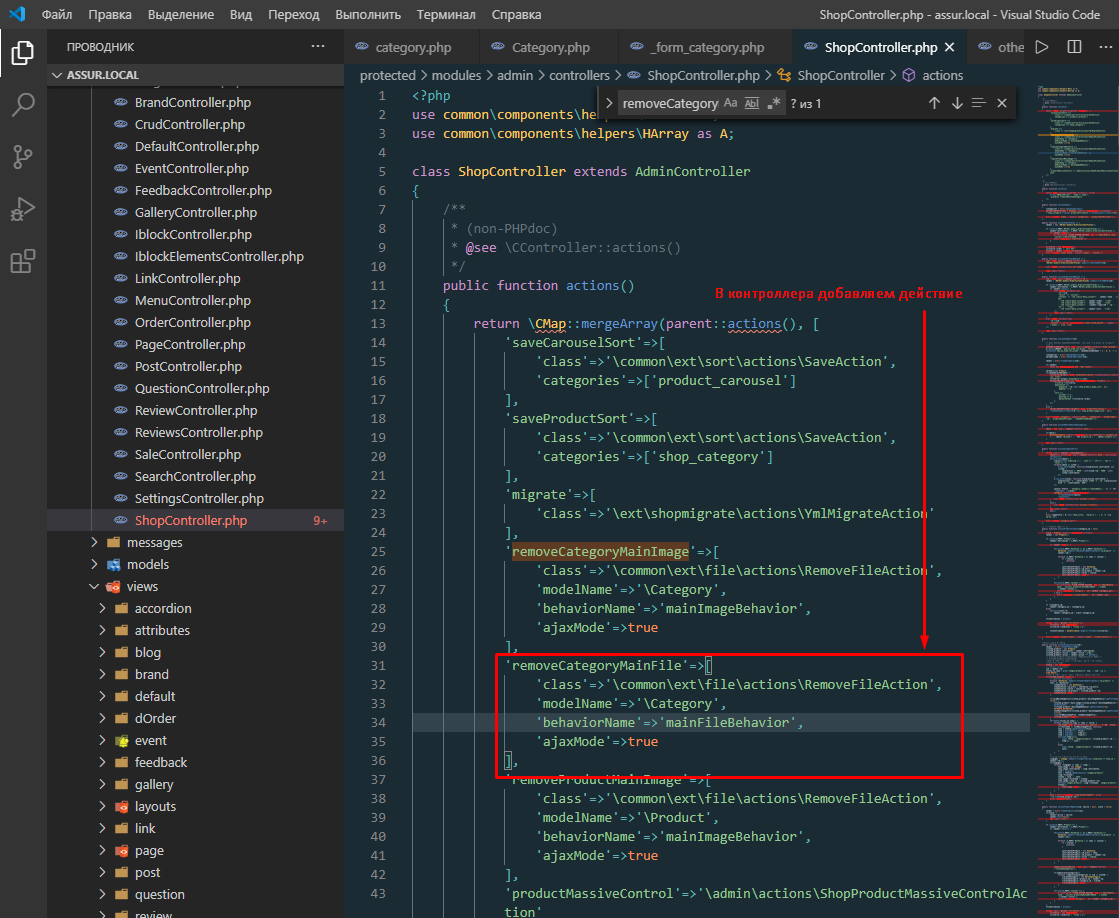 Файл Правка Выделение Вид Переход Выполнить Терминал Справка ShopController.php - assur.local - Visual Studio Code
ПРОВОДНИК
ASSUR.LOCAL
BrandController.php
CrudController.php
DefaultController.php
EventController.php
FeedbackController.php
GalleryController.php
IblockController.php
IblockElementsController.php
LinkController.php
MenuController.php
OrderController.php
PageController.php
PostController.php
QuestionController.php
ReviewController.php
ReviewsController.php
SaleController.php
SearchController.php
SettingsController.php
ShopController.php 9+
messages
models
views
accordion
attributes
blog
brand
default
dOrder
event
feedback
gallery
layouts
link
page
post
question
review
category.php Category.php _form_category.php ShopController.php othe
protected > modules > admin > controllers > ShopController.php > ShopController > actions
removeCategory Aa Abl .* ? из 1
1 <?php
2 use common\components\he
3 use common\components\helpers\HArray as A;
4
5 class ShopController extends AdminController
6 {
7 /**
8 * (non-PHPdoc)
9 * @see \CController::actions()
10 */
11 public function actions()
В контроллера добавляем действие
12 {
13 return \CMap::mergeArray(parent::actions(), [
14 'saveCarouselSort'=>[
15 'class'=>'\common\ext\sort\actions\SaveAction',
16 'categories'=>['product_carousel']
17 ],
18 'saveProductSort'=>[
19 'class'=>'\common\ext\sort\actions\SaveAction',
20 'categories'=>['shop_category']
21 ],
22 'migrate'=>[
23 'class'=>'\ext\shopmigrate\actions\YmlMigrateAction'
24 ],
25 'removeCategoryMainImage'=>[
26 'class'=>'\common\ext\file\actions\RemoveFileAction',
27 'modelName'=>'\Category',
28 'behaviorName'=>'mainImageBehavior',
29 'ajaxMode'=>true
30 ],
31 'removeCategoryMainFile'=>[
32 'class'=>'\common\ext\file\actions\RemoveFileAction',
33 'modelName'=>'\Category',
34 'behaviorName'=>'mainFileBehavior',
35 'ajaxMode'=>true
36 ],
37 'removeProductMainImage'=>[
38 'class'=>'\common\ext\file\actions\RemoveFileAction',
39 'modelName'=>'\Product',
40 'behaviorName'=>'mainImageBehavior',
41 'ajaxMode'=>true
42 ],
43 'productMassiveControl'=>'\admin\actions\ShopProductMassiveControlAc
tion'